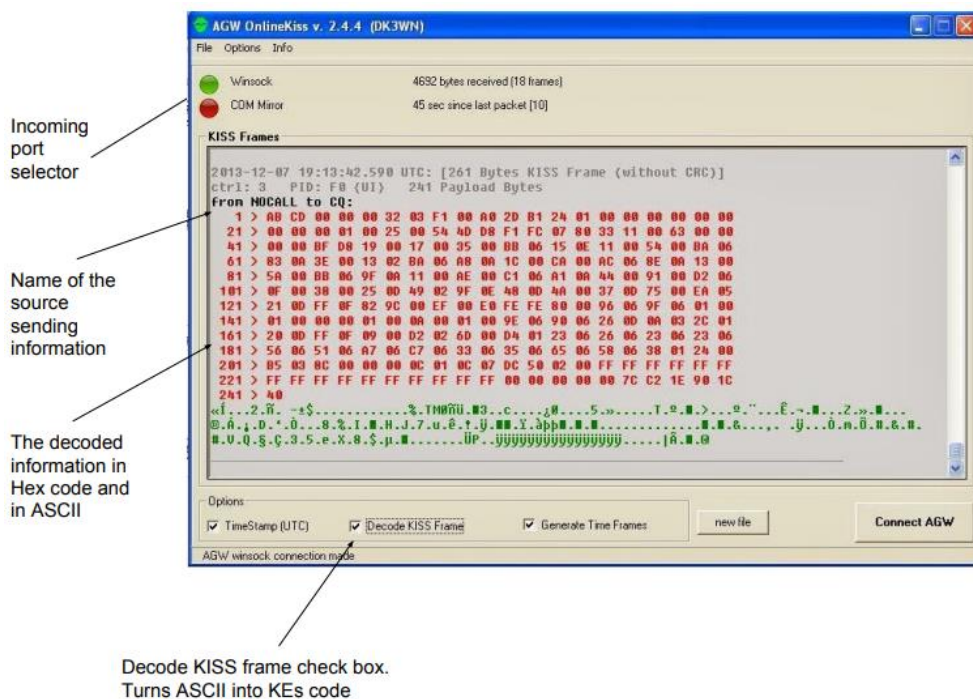 AGW OnlineKiss v. 2.4.4 (DK3WN)
File Options Info
Winsock 4692 bytes received (18 frames)
COM Mirror 45 sec since last packet [10]
KISS Frames
2013-12-07 19:13:42.590 UTC: [261 Bytes KISS Frame (without CRC)]
ctrl: 3 PID: F0 {UI} 241 Payload Bytes
from NOCALL to CQ:
1 > AB CD 00 00 00 32 03 F1 00 A0 2D B1 24 01 00 00 00 00 00 00
21 > 00 00 00 01 00 25 00 54 4D D8 F1 FC 07 80 33 11 00 63 00 00
41 > 00 00 BF D8 19 00 17 00 35 00 BB 06 15 0E 11 00 54 00 BA 06
61 > 83 0A 3E 00 13 02 BA 06 A8 0A 1C 00 CA 00 AC 06 8E 0A 13 00
81 > 5A 00 BB 06 9F 0A 11 00 AE 00 C1 06 A1 0A 44 00 91 00 D2 06
101 > 0F 00 38 00 25 0D 49 02 9F 0E 48 0D 4A 00 37 0D 75 00 EA 05
121 > 21 0D FF 0F 82 9C 00 EF 00 E0 FE FE 80 00 96 06 9F 06 01 00
141 > 01 00 00 00 01 00 0A 00 01 00 9E 06 90 06 26 0D 0A 03 2C 01
161 > 20 0D FF 0F 09 00 D2 02 6D 00 D4 01 23 06 26 06 23 06 23 06
181 > 56 06 51 06 A7 06 C7 06 33 06 35 06 65 06 58 06 38 01 24 00
201 > B5 03 8C 00 00 00 0C 01 0C 07 DC 50 02 00 FF FF FF FF FF FF
221 > FF FF FF FF FF FF FF FF FF 00 00 00 00 00 7C C2 1E 90 1C
241 > 40
Options
TimeStamp (UTC) Decode KISS Frame Generate Time Frames new file Connect AGW
AGW winsock connection made
Incoming
port
selector
Name of the
source
sending
information
The decoded
information in
Hex code and
in ASCII
Decode KISS frame check box.
Turns ASCII into KEs code